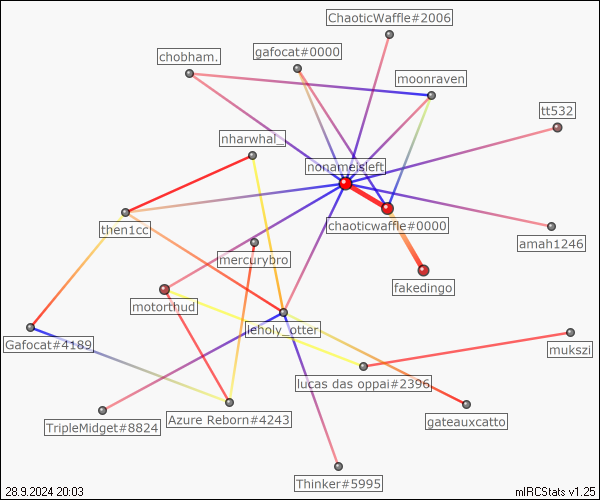 ChaoticWaffle#2006
gafocat#0000
chobham.
moonraven
tt532
nharwhal_
nonameisleft
then1cc
chaoticwaffle#0000
amah1246
mercurybro
fakedingo
motorthud
leholy_otter
Gafocat#4189
mukszi
lucas das oppai#2396
TripleMidget#8824
Azure Reborn#4243
gateauxcatto
Thinker#5995
28.9.2024 20:03
mIRCStats v1.25